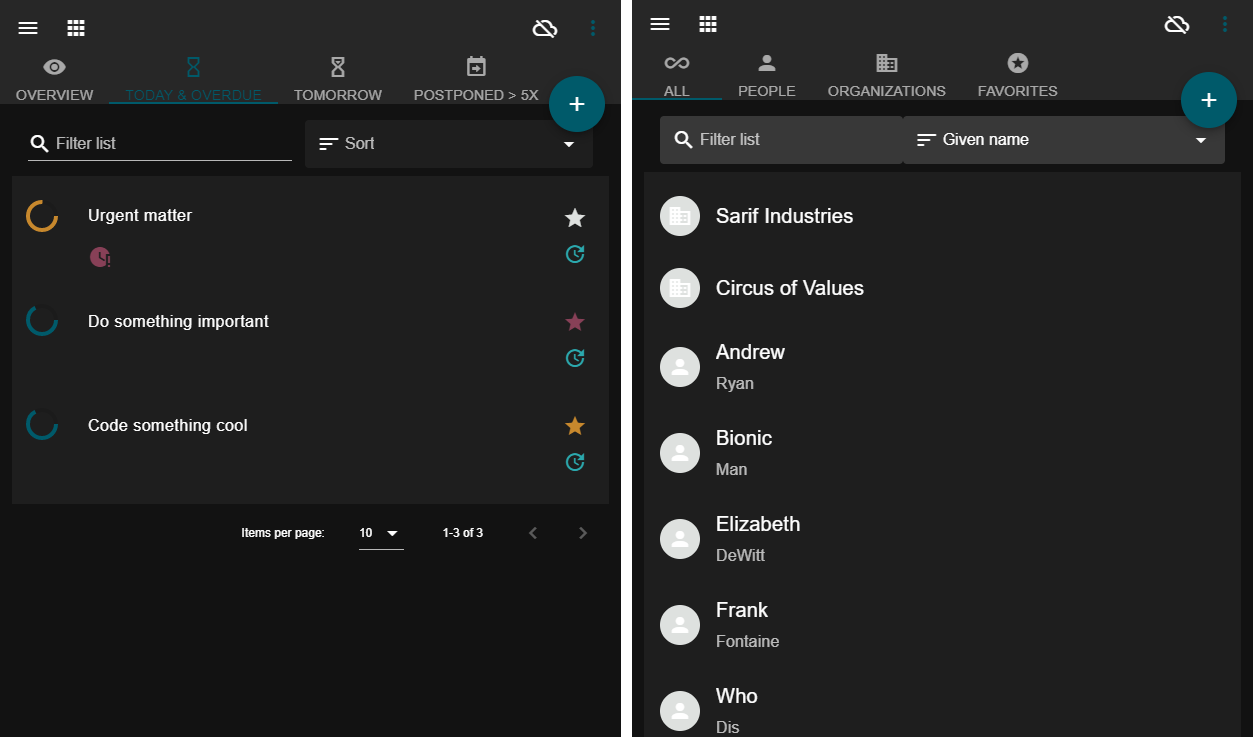 OVERVIEW
TODAY & OVERDUE
TOMORROW
POSTPONED > 5X
Filter list
Sort
Urgent matter
Do something important
Code something cool
Items per page:
10
1-3 of 3
ALL
PEOPLE
ORGANIZATIONS
FAVORITES
Filter list
Given name
Sarif Industries
Circus of Values
Andrew
Ryan
Bionic
Man
Elizabeth
DeWitt
Frank
Fontaine
Who
Dis